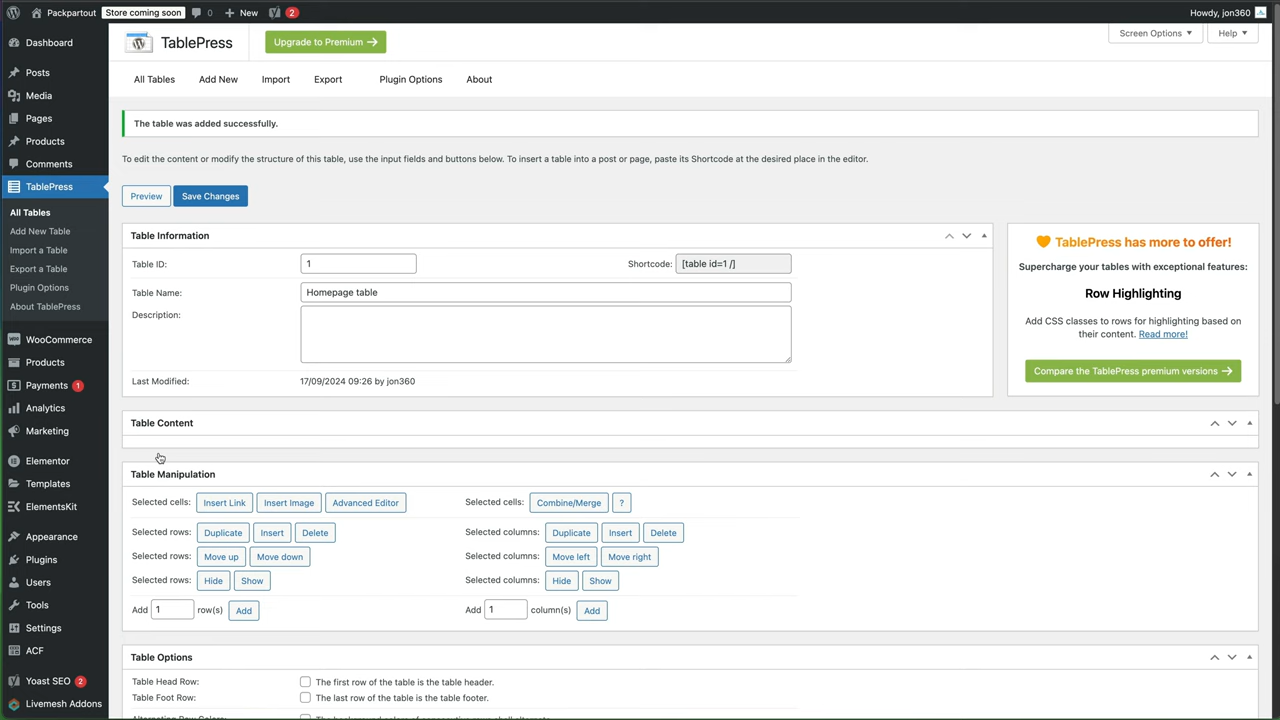 Packpartout Store coming soon 0 New 2 Howdy, jon360
TablePress Upgrade to Premium → Screen Options ▼ Help ▼
All Tables Add New Import Export Plugin Options About
Dashboard
Posts
Media
Pages
Products
Comments
TablePress
All Tables
Add New Table
Import a Table
Export a Table
Plugin Options
About TablePress
WooCommerce
Products
Payments 1
Analytics
Marketing
Elementor
Templates
ElementsKit
Appearance
Plugins
Users
Tools
Settings
ACF
Yoast SEO 2
Livemesh Addons
The table was added successfully.
To edit the content or modify the structure of this table, use the input fields and buttons below. To insert a table into a post or page, paste its Shortcode at the desired place in the editor.
Preview Save Changes
Table Information
Table ID: 1 Shortcode: [table id=1 /]
Table Name: Homepage table
Description:
Last Modified: 17/09/2024 09:26 by jon360
TablePress has more to offer!
Supercharge your tables with exceptional features:
Row Highlighting
Add CSS classes to rows for highlighting based on
their content. Read more!
Compare the TablePress premium versions →
Table Content
Table Manipulation
Selected cells: Insert Link Insert Image Advanced Editor Selected cells: Combine/Merge ?
Selected rows: Duplicate Insert Delete Selected columns: Duplicate Insert Delete
Selected rows: Move up Move down Selected columns: Move left Move right
Selected rows: Hide Show Selected columns: Hide Show
Add 1 row(s) Add Add 1 column(s) Add
Table Options
Table Head Row: The first row of the table is the table header.
Table Foot Row: The last row of the table is the table footer.